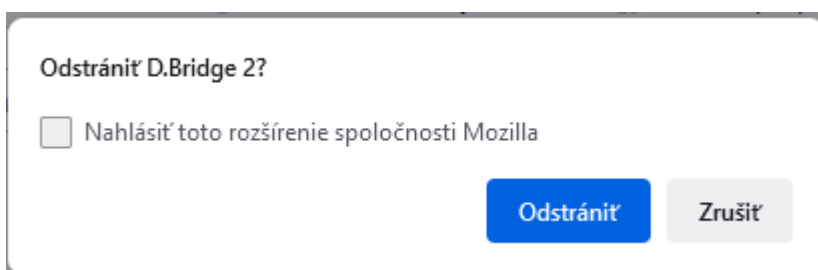 Odstrániť D.Bridge 2?
Nahlásiť toto rozšírenie spoločnosti Mozilla
Odstrániť
Zrušiť